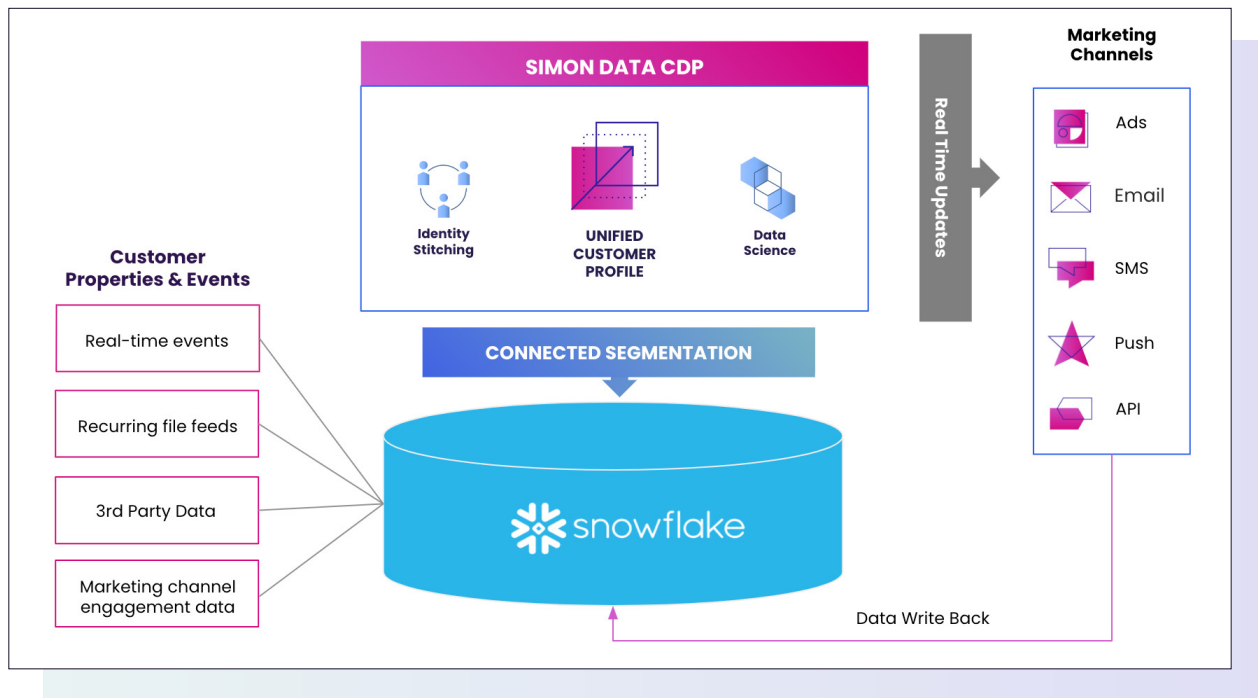 SIMON DATA CDP
Identity
Stitching
UNIFIED
CUSTOMER
PROFILE
Data
Science
Real Time Updates
Marketing
Channels
Ads
Email
SMS
Push
API
Customer
Properties & Events
Real-time events
Recurring file feeds
3rd Party Data
Marketing channel
engagement data
CONNECTED SEGMENTATION
snowflake
Data Write Back